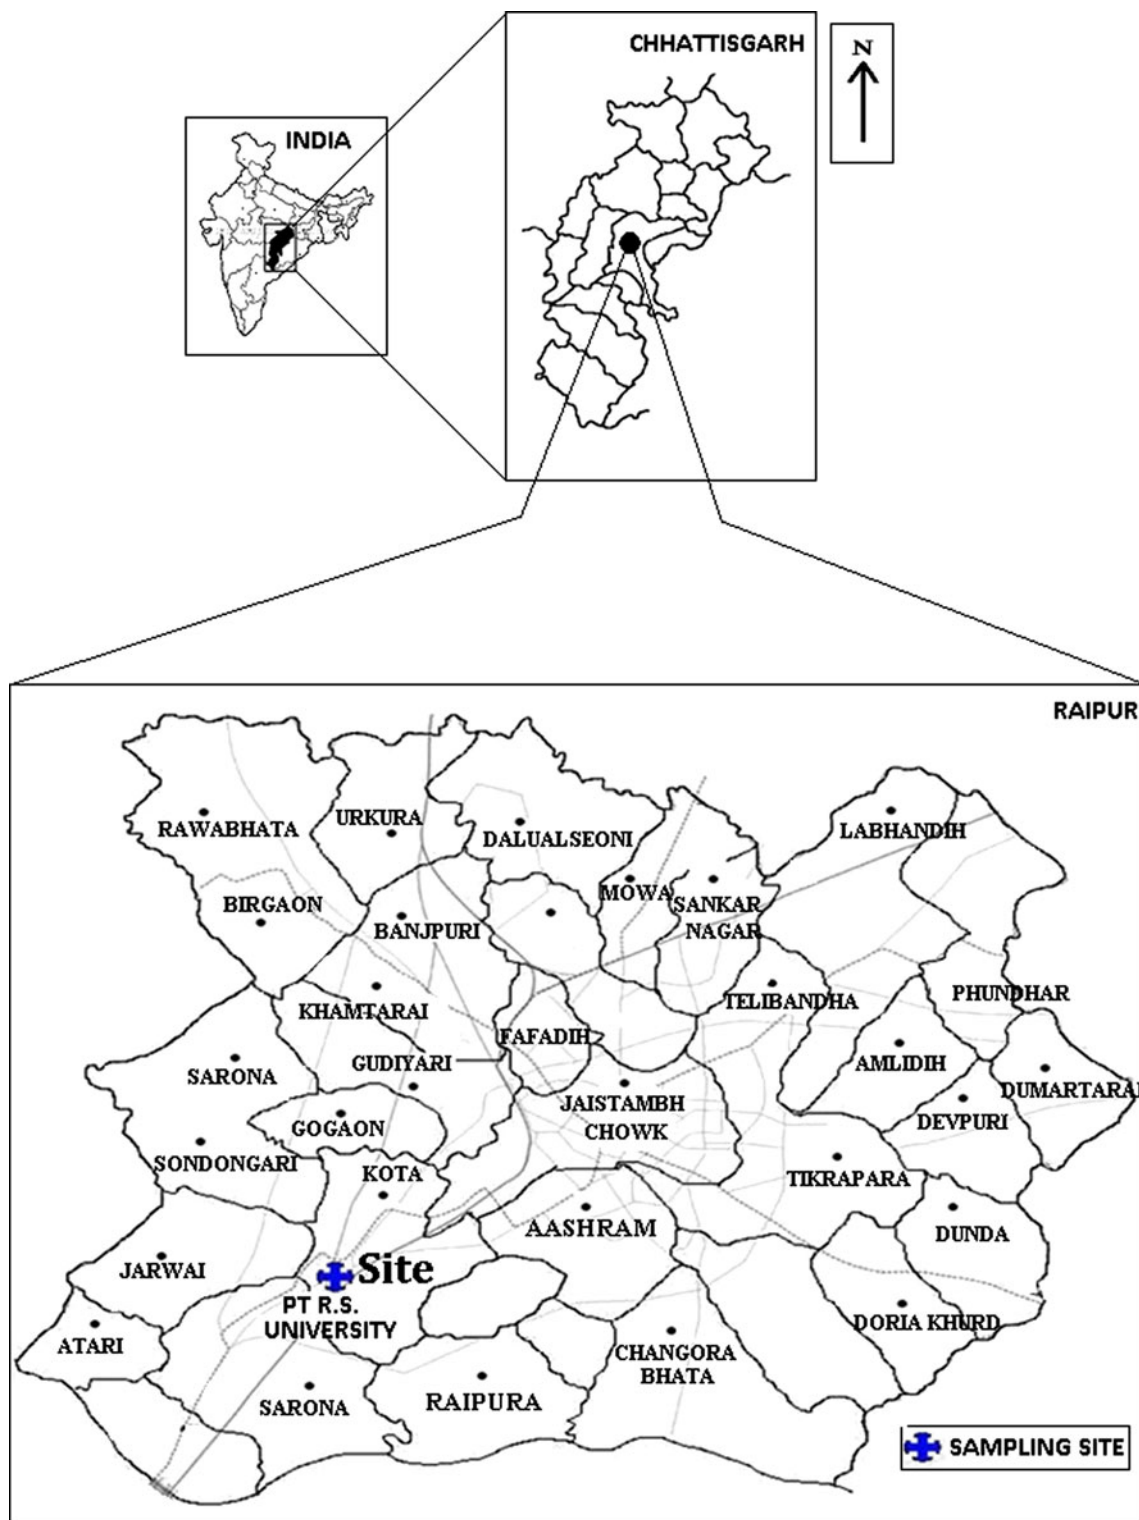 CHHATTISGARH
N
INDIA
RAIPUR
RAWABHATA
URKURA
DALUALSEONI
LABHANDIH
BIRGAON
BANJPURI
MOWA
SANKAR
NAGAR
KHAMTARAI
FAFADIH
TELIBANDHA
PHUNDHAR
SARONA
GUDIYARI
AMLIDIH
DUMARTARAI
GOGAON
JAISTAMBH
CHOWK
DEVPURI
SONDONGARI
KOTA
TIKRAPARA
AASHRAM
DUNDA
JARWAI
Site
PT R.S.
UNIVERSITY
DORIA KHURD
ATARI
CHANGORA
BHATA
SARONA
RAIPURA
SAMPLING SITE